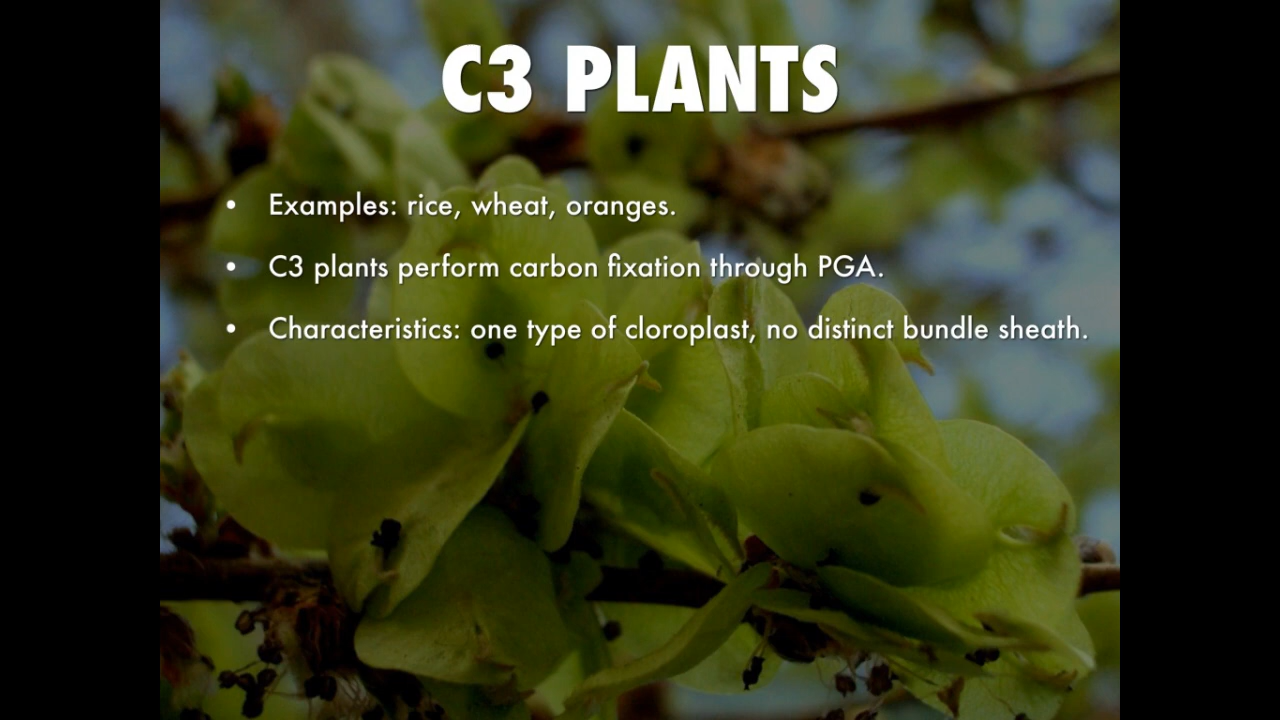 C3 PLANTS
• Examples: rice, wheat, oranges.
• C3 plants perform carbon fixation through PGA.
• Characteristics: one type of cloroplast, no distinct bundle sheath.